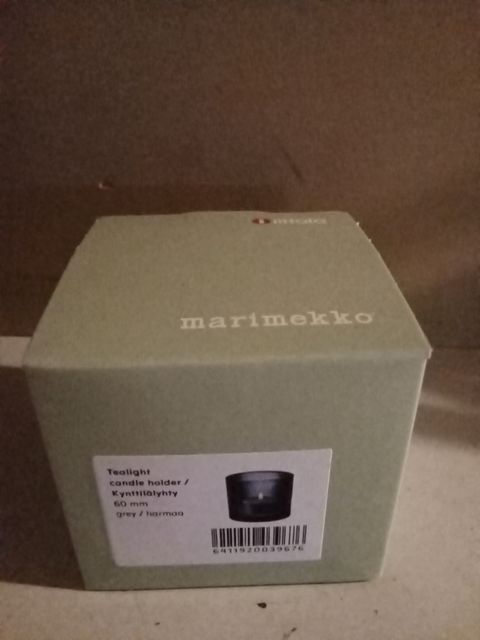 iittala
marimekko
Tealight
candle holder /
Kynttilälyhty
60 mm
grey / harmaa
6411920039676